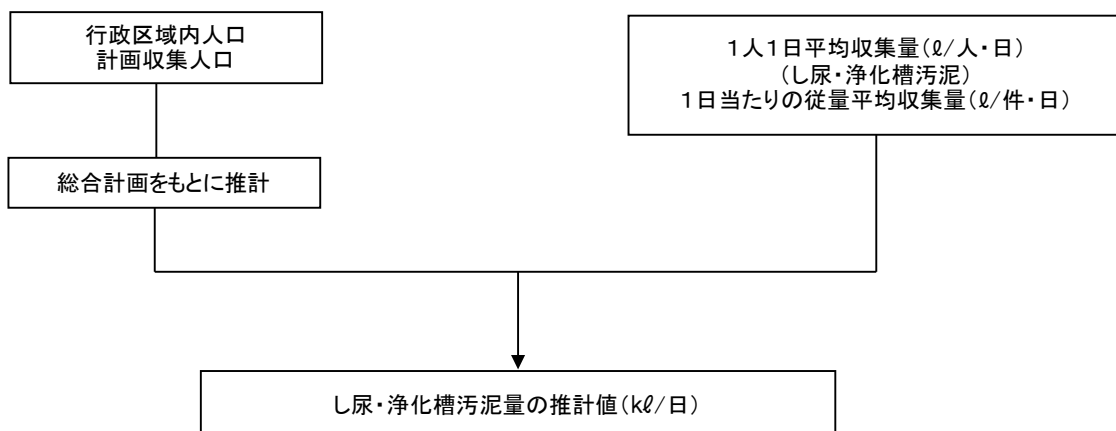 行政区域内人口
計画収集人口
1人1日平均収集量(ℓ/人・日)
(し尿・浄化槽汚泥)
1日当たりの従量平均収集量(ℓ/件・日)
総合計画をもとに推計
し尿・浄化槽汚泥量の推計値(kℓ/日)